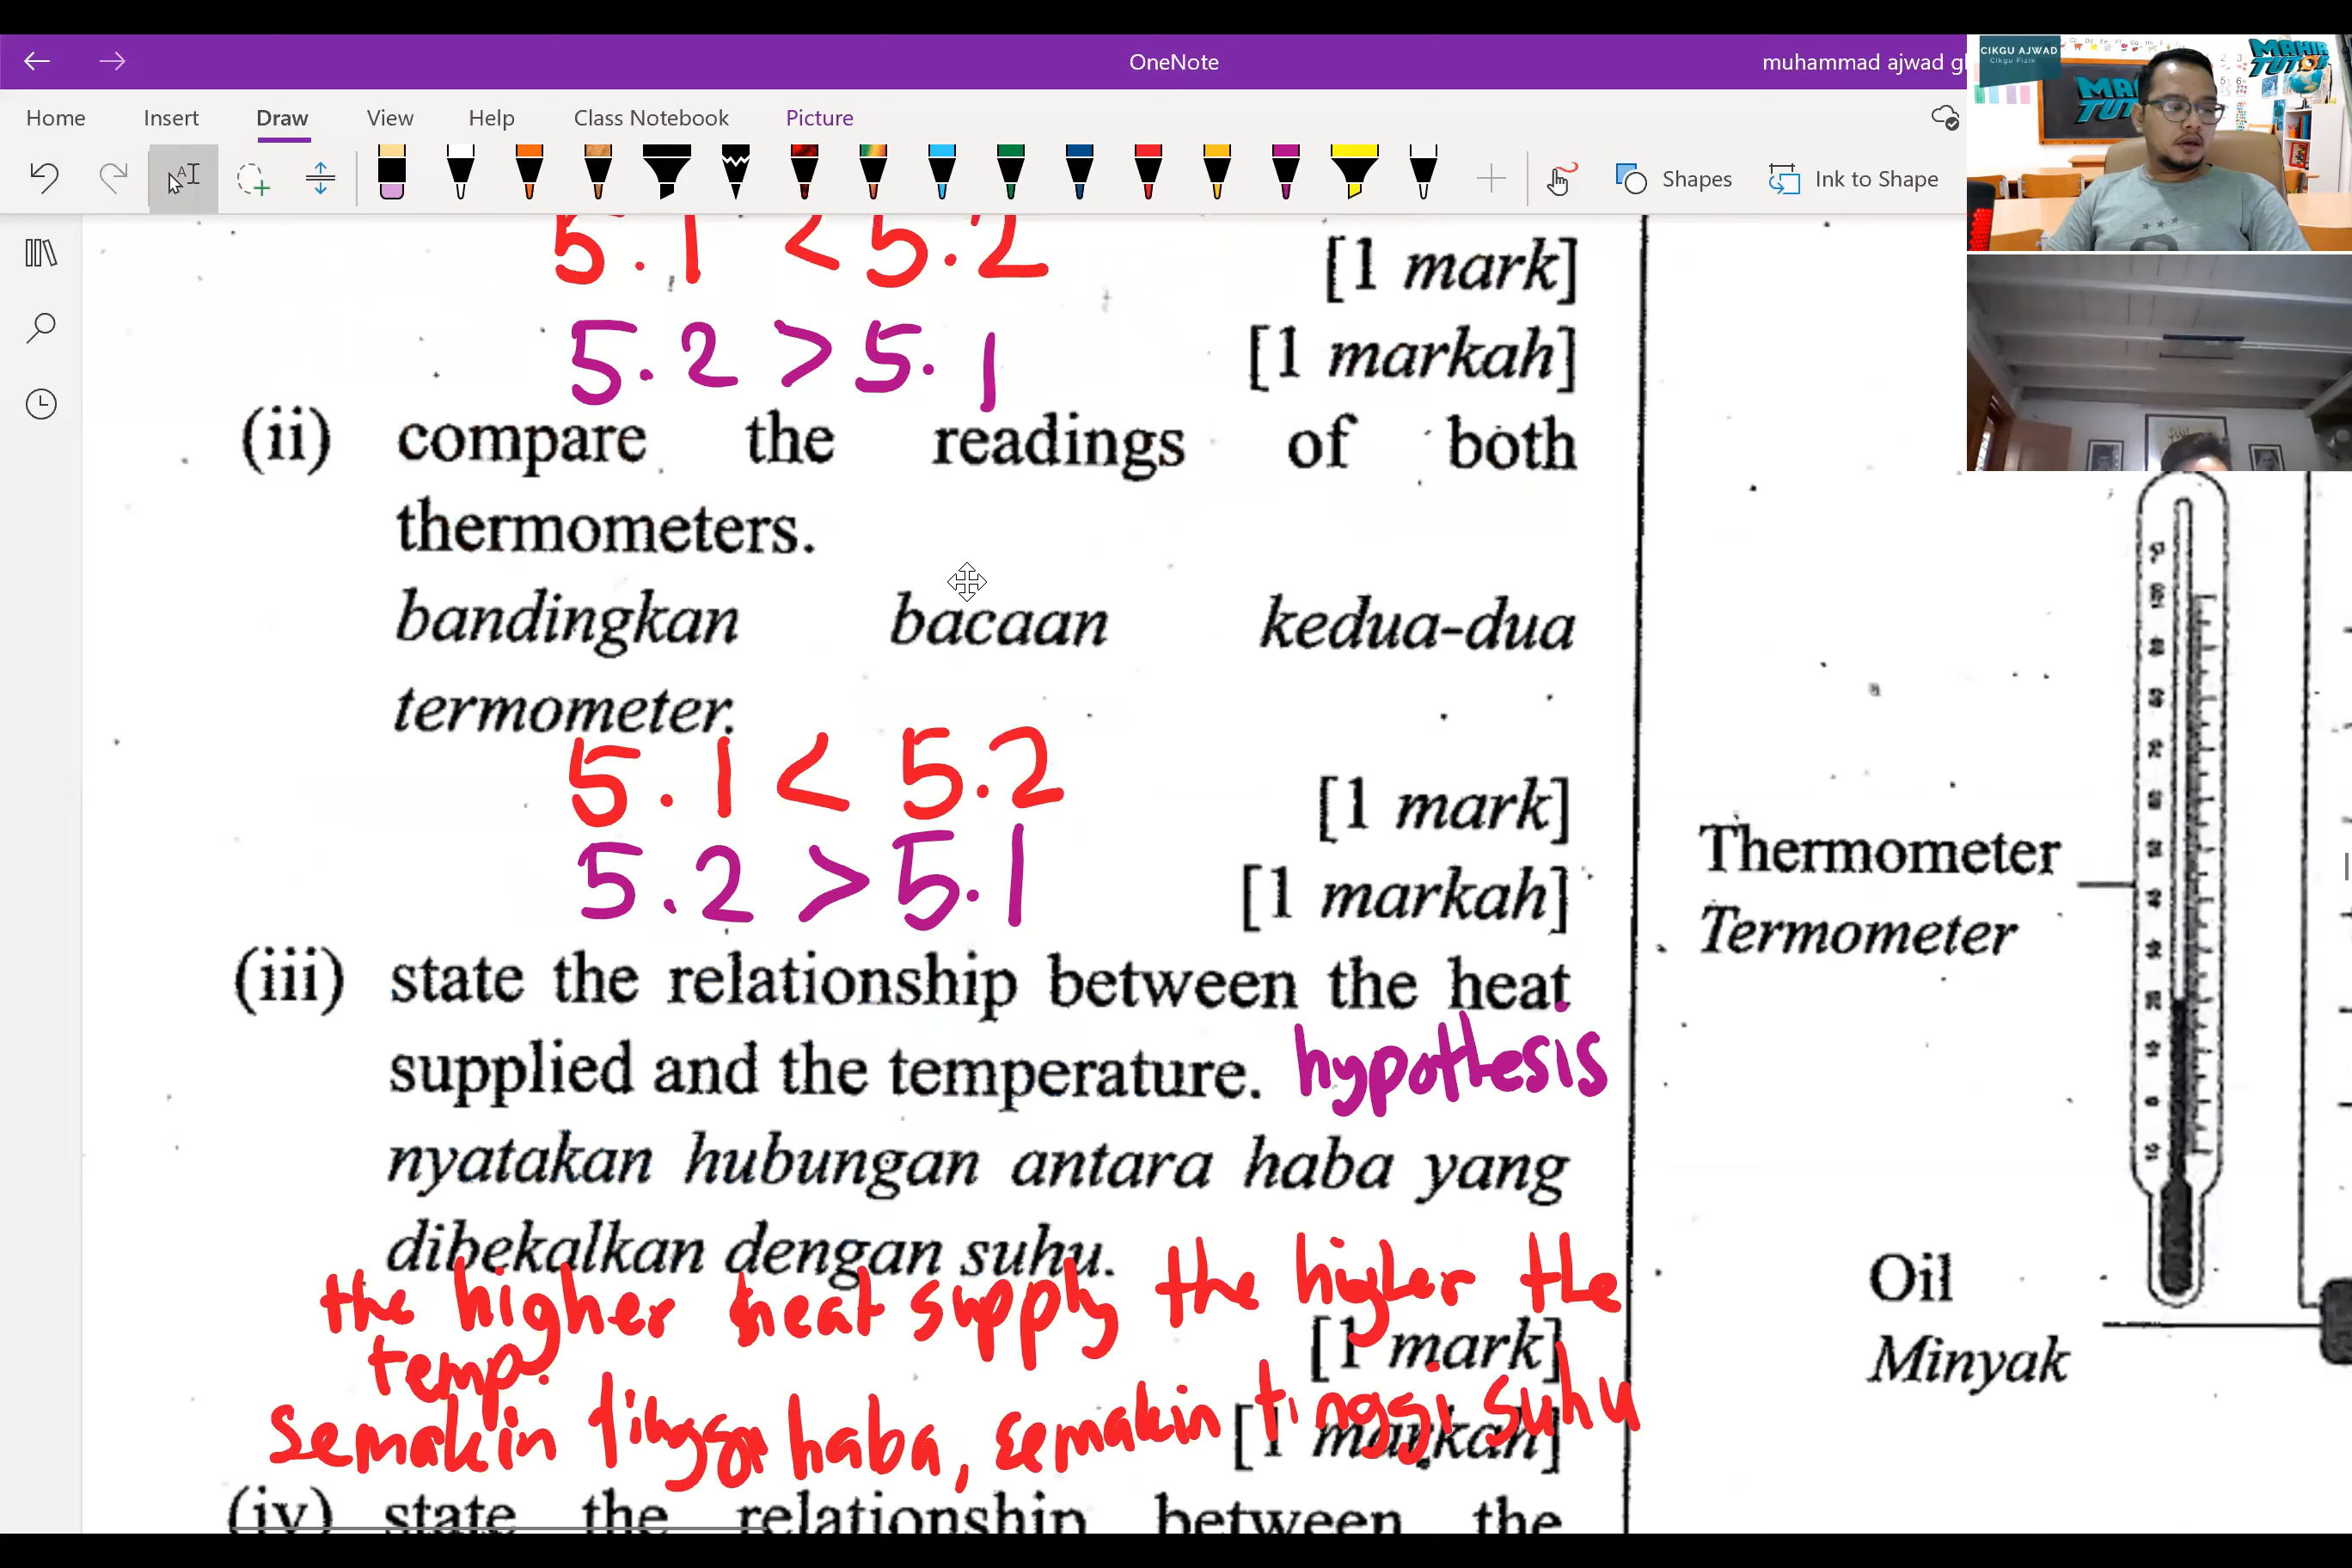 OneNote
muhammad ajwad gh
CIKGU AJWAD
Cikgu Fizik
MAHIR
TUTOR
Home Insert Draw View Help Class Notebook Picture
Shapes Ink to Shape
5.1 < 5.2
[1 mark]
5.2 > 5.1
[1 markah]
(ii) compare the readings of both
thermometers.
bandingkan bacaan kedua-dua
termometer.
5.1 < 5.2
[1 mark]
5.2 > 5.1
[1 markah]
(iii) state the relationship between the heat
supplied and the temperature. hypothesis
nyatakan hubungan antara haba yang
dibekalkan dengan suhu.
the higher heat supply the higher the
[1 mark]
temp.
semakin tinggi haba, semakin tinggi suhu
[1 markah]
(iv) state the relationship between the
Thermometer
Termometer
Oil
Minyak